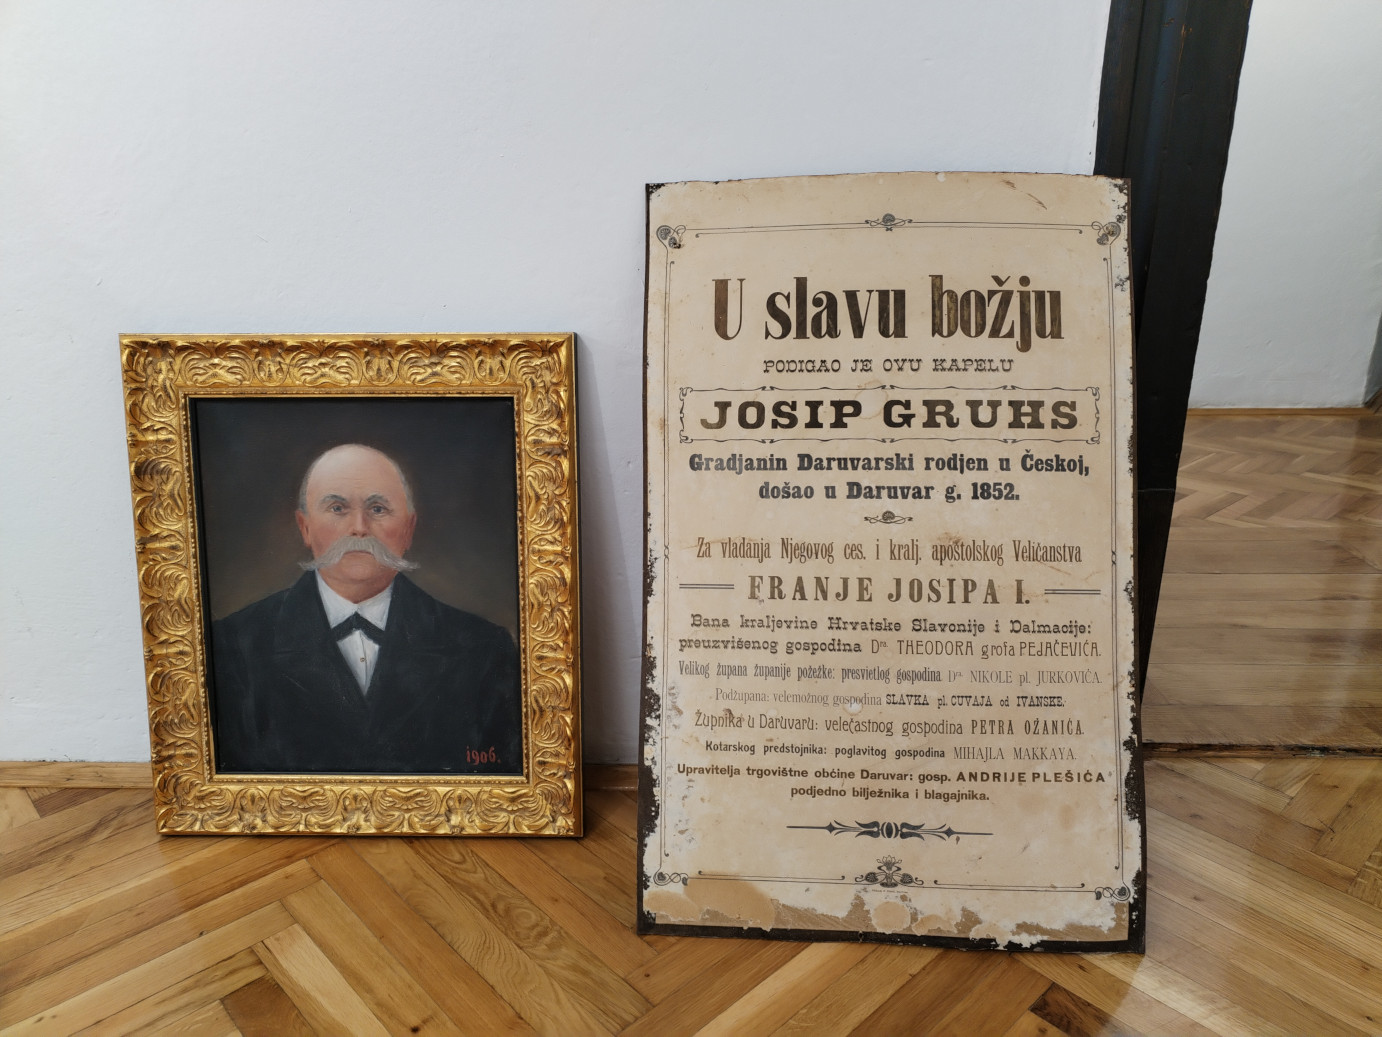 1906.
U slavu božju
PODIGAO JE OVU KAPELU
JOSIP GRUHS
Gradjanin Daruvarski rodjen u Českoj,
došao u Daruvar g. 1852.
Za vladanja Njegovog ces. i kralj. apoštolskog Veličanstva
FRANJE JOSIPA I.
Bana kraljevine Hrvatske Slavonije i Dalmacije:
preuzvišenog gospodina Dra. THEODORA grofa PEJAČEVIĆA.
Velikog župana županije požežke: presvietlog gospodina Dra. NIKOLE pl. JURKOVIĆA.
Podžupana: velemožnog gospodina SLAVKA pl. CUVAJA od IVANSKE.
Župnika u Daruvaru: velečastnog gospodina PETRA OŽANIĆA.
Kotarskog predstojnika: poglavitog gospodina MIHAJLA MAKKAYA.
Upravitelja trgovištne občine Daruvar: gosp. ANDRIJE PLEŠIĆA
podjedno bilježnika i blagajnika.